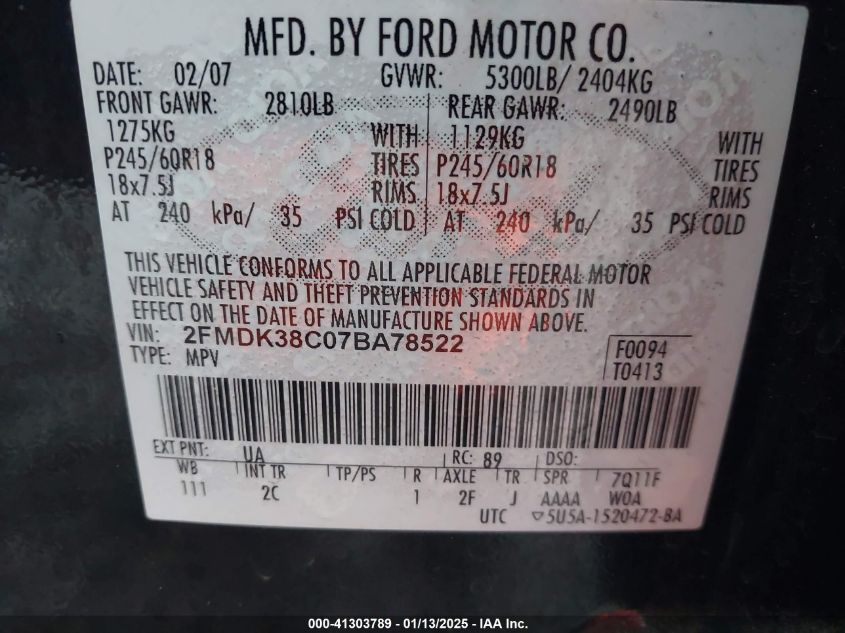 MFD. BY FORD MOTOR CO.
DATE: 02/07 GVWR: 5300LB/ 2404KG
FRONT GAWR: 2810LB REAR GAWR: 2490LB
1275KG WITH 1129KG WITH
P245/60R18 TIRES P245/60R18 TIRES
18x7.5J RIMS 18x7.5J RIMS
AT 240 kPa/ 35 PSI COLD AT 240 kPa/ 35 PSI COLD
THIS VEHICLE CONFORMS TO ALL APPLICABLE FEDERAL MOTOR
VEHICLE SAFETY AND THEFT PREVENTION STANDARDS IN
EFFECT ON THE DATE OF MANUFACTURE SHOWN ABOVE.
VIN: 2FMDK38C07BA78522 F0094
TYPE: MPV T0413
EXT PNT: UA RC: 89 DSO:
WB INT TR TP/PS R AXLE TR SPR 7Q11F
111 2C 1 2F J AAAA WOA
UTC ▽5U5A-1520472-BA
000-41303789 — 01/13/2025 — IAA Inc.